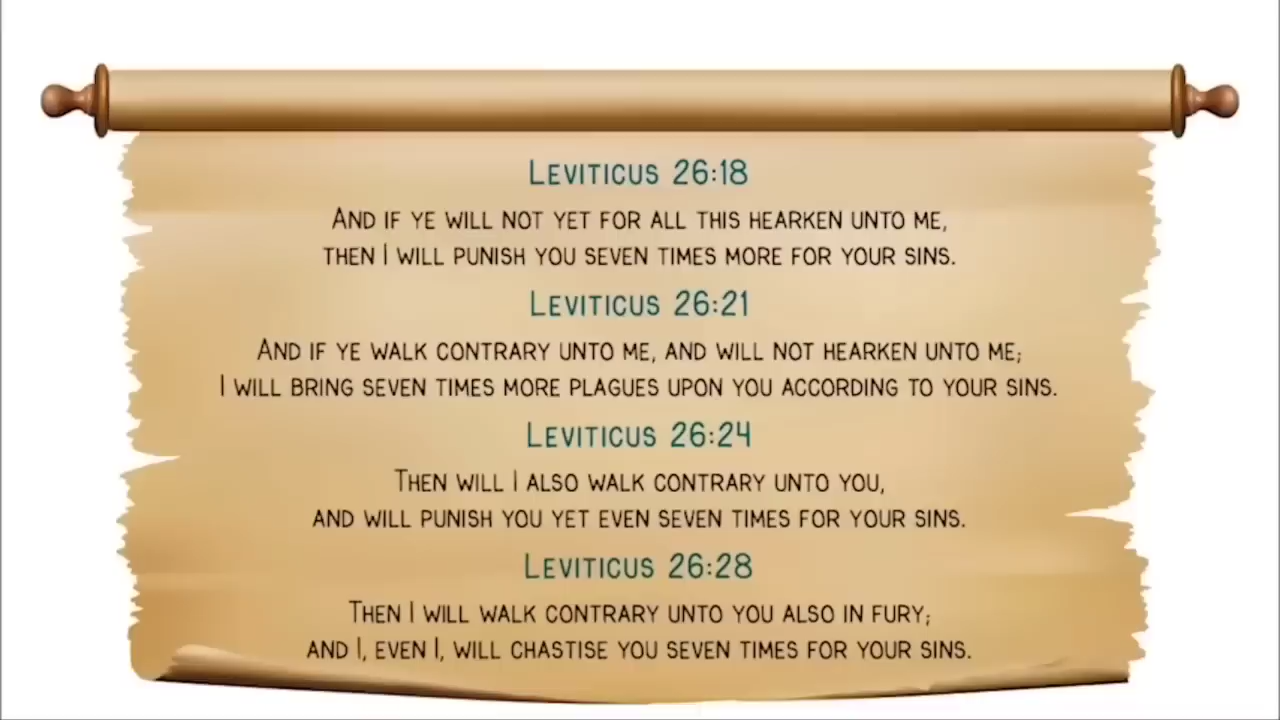 Leviticus 26:18
And if ye will not yet for all this hearken unto me,
then I will punish you seven times more for your sins.
Leviticus 26:21
And if ye walk contrary unto me, and will not hearken unto me;
I will bring seven times more plagues upon you according to your sins.
Leviticus 26:24
Then will I also walk contrary unto you,
and will punish you yet even seven times for your sins.
Leviticus 26:28
Then I will walk contrary unto you also in fury;
and I, even I, will chastise you seven times for your sins.